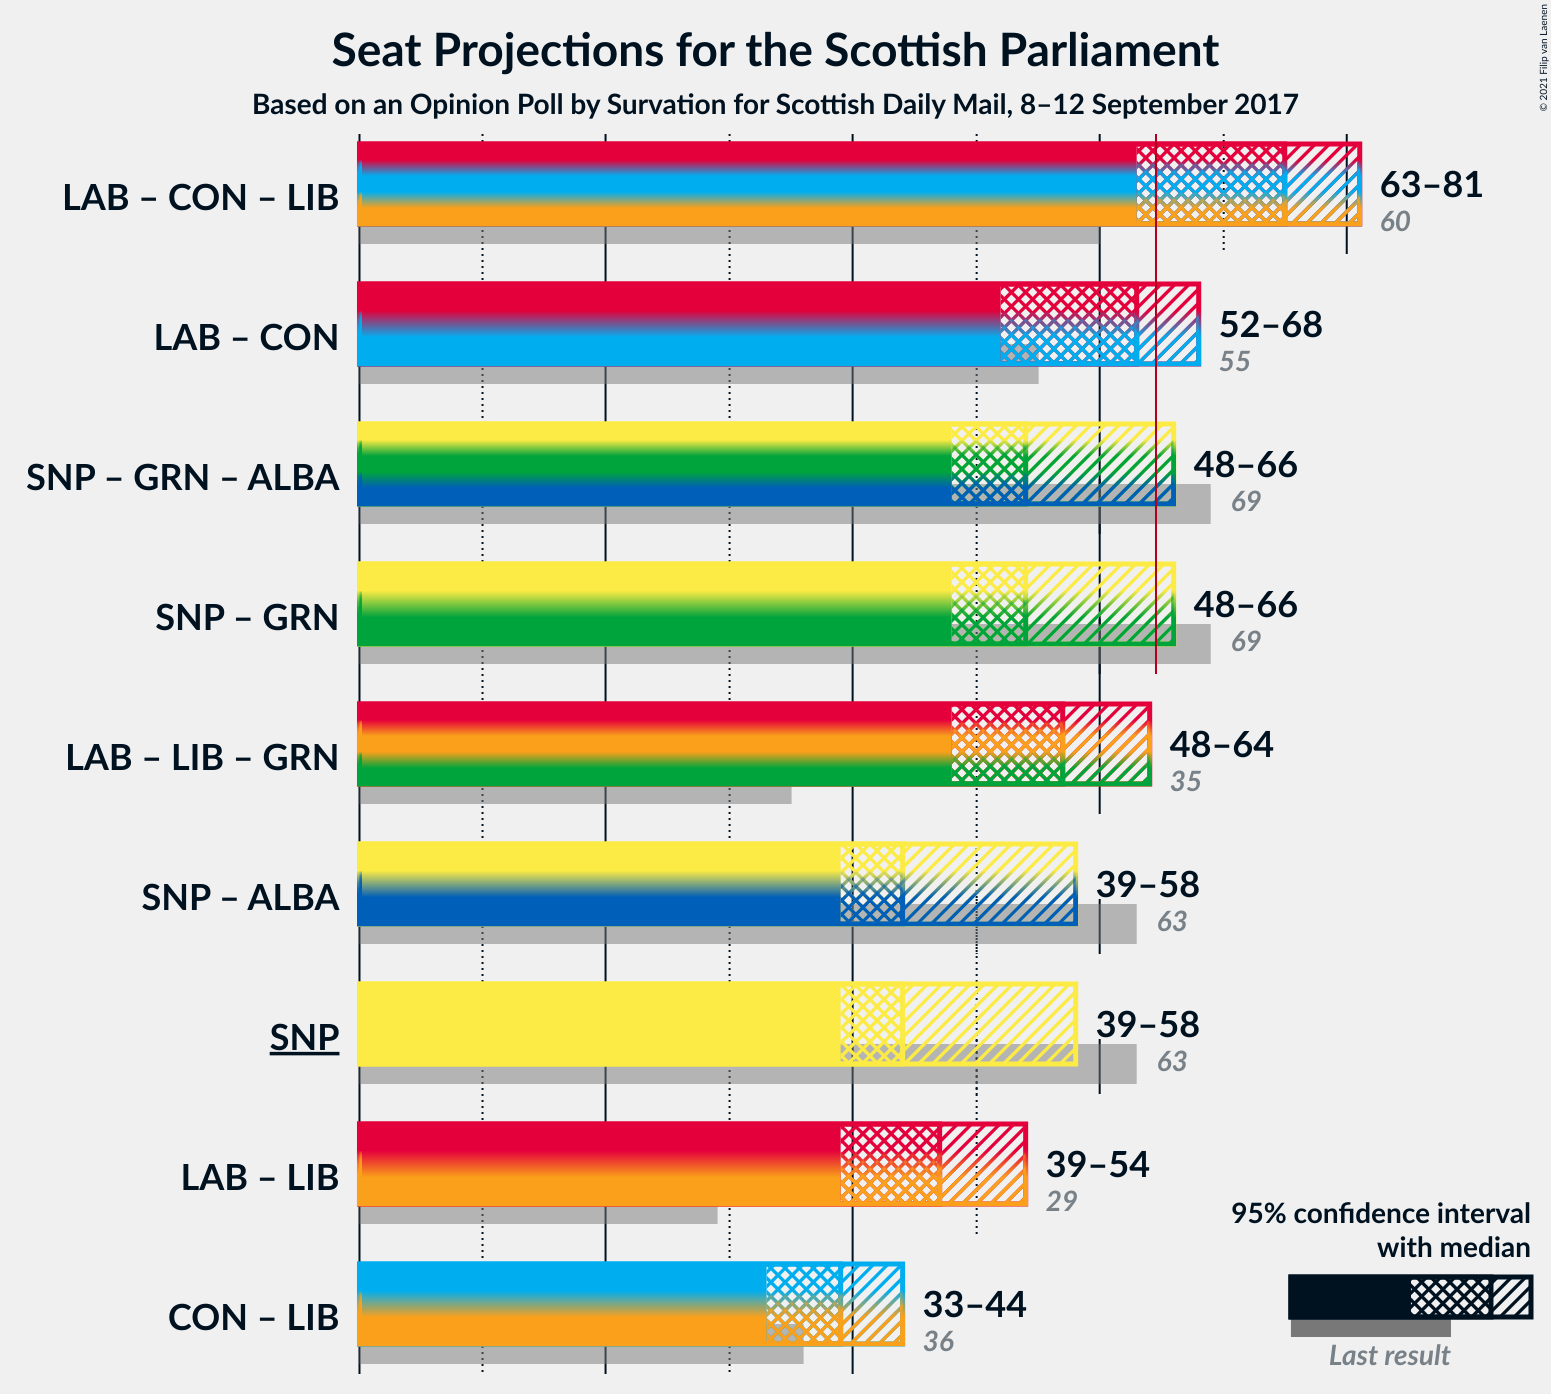 Seat Projections for the Scottish Parliament
Based on an Opinion Poll by Survation for Scottish Daily Mail, 8–12 September 2017
© 2021 Filip van Laenen
LAB – CON – LIB
63–81
60
LAB – CON
52–68
55
SNP – GRN – ALBA
48–66
69
SNP – GRN
48–66
69
LAB – LIB – GRN
48–64
35
SNP – ALBA
39–58
63
SNP
39–58
63
LAB – LIB
39–54
29
CON – LIB
33–44
36
95% confidence interval
with median
Last result